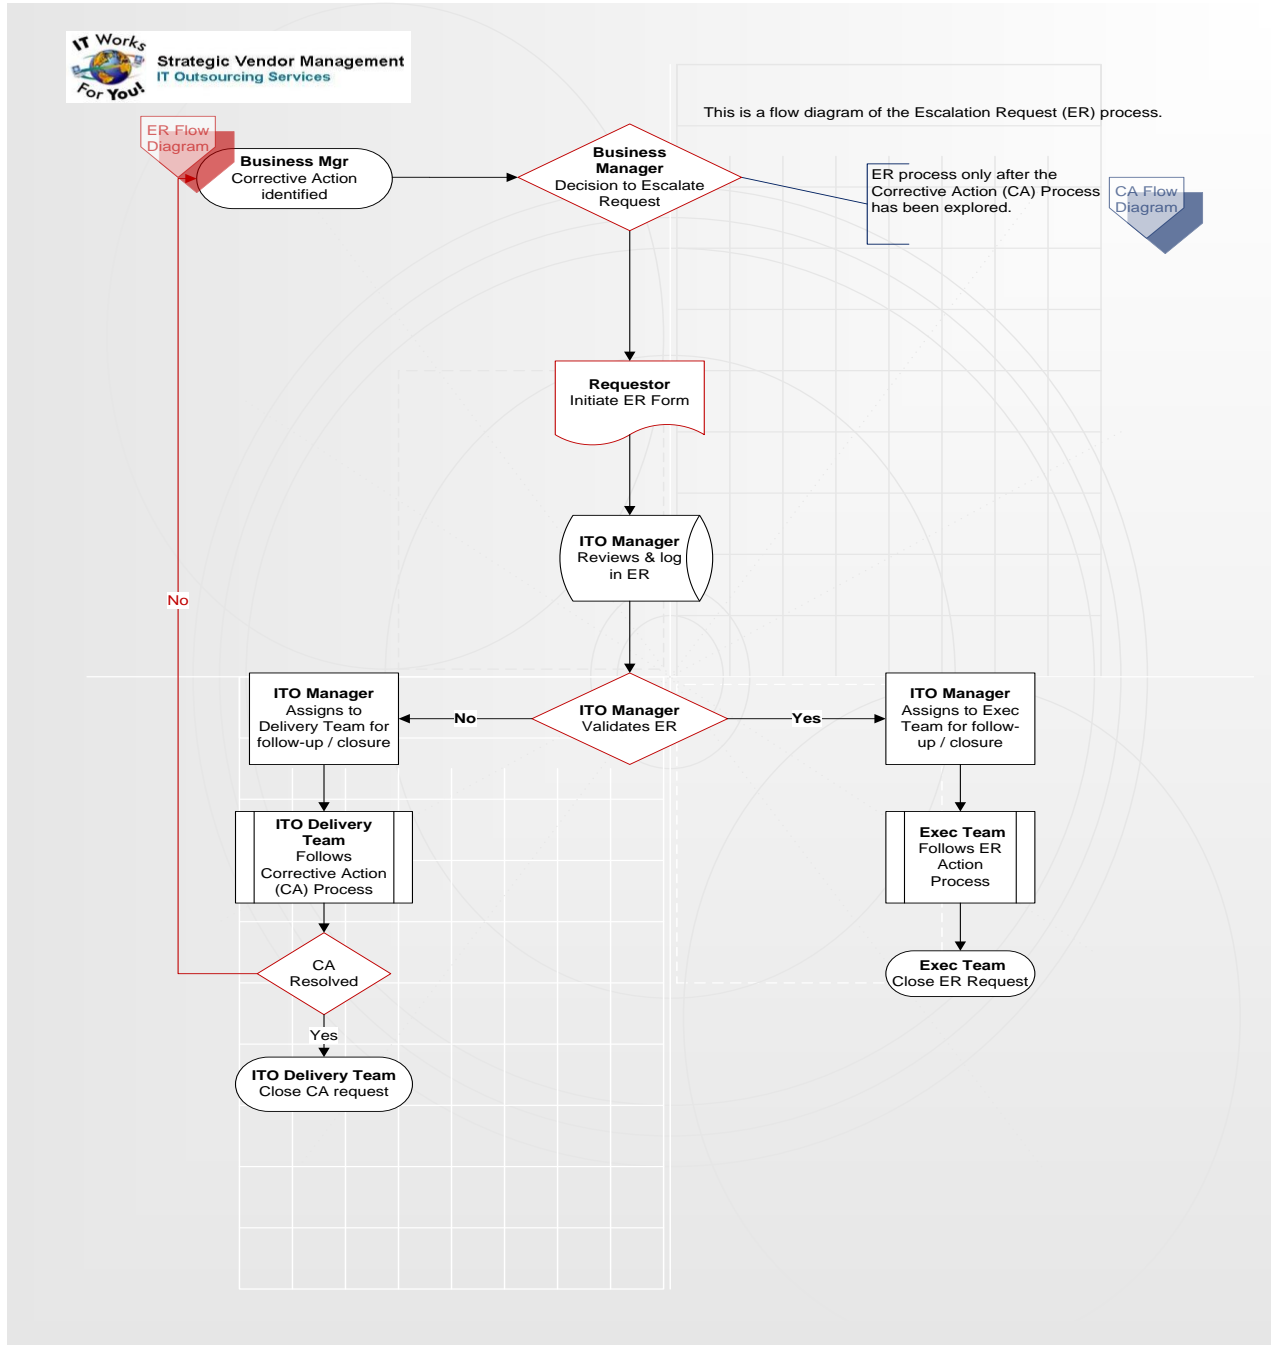 IT Works
For You!
Strategic Vendor Management
IT Outsourcing Services
This is a flow diagram of the Escalation Request (ER) process.
ER Flow
Diagram
Business Mgr
Corrective Action
identified
Business
Manager
Decision to Escalate
Request
ER process only after the
Corrective Action (CA) Process
has been explored.
CA Flow
Diagram
Requestor
Initiate ER Form
ITO Manager
Reviews & log
in ER
No
ITO Manager
Assigns to
Delivery Team for
follow-up / closure
No
ITO Manager
Validates ER
Yes
ITO Manager
Assigns to Exec
Team for follow-
up / closure
ITO Delivery
Team
Follows
Corrective Action
(CA) Process
Exec Team
Follows ER
Action
Process
CA
Resolved
Exec Team
Close ER Request
Yes
ITO Delivery Team
Close CA request